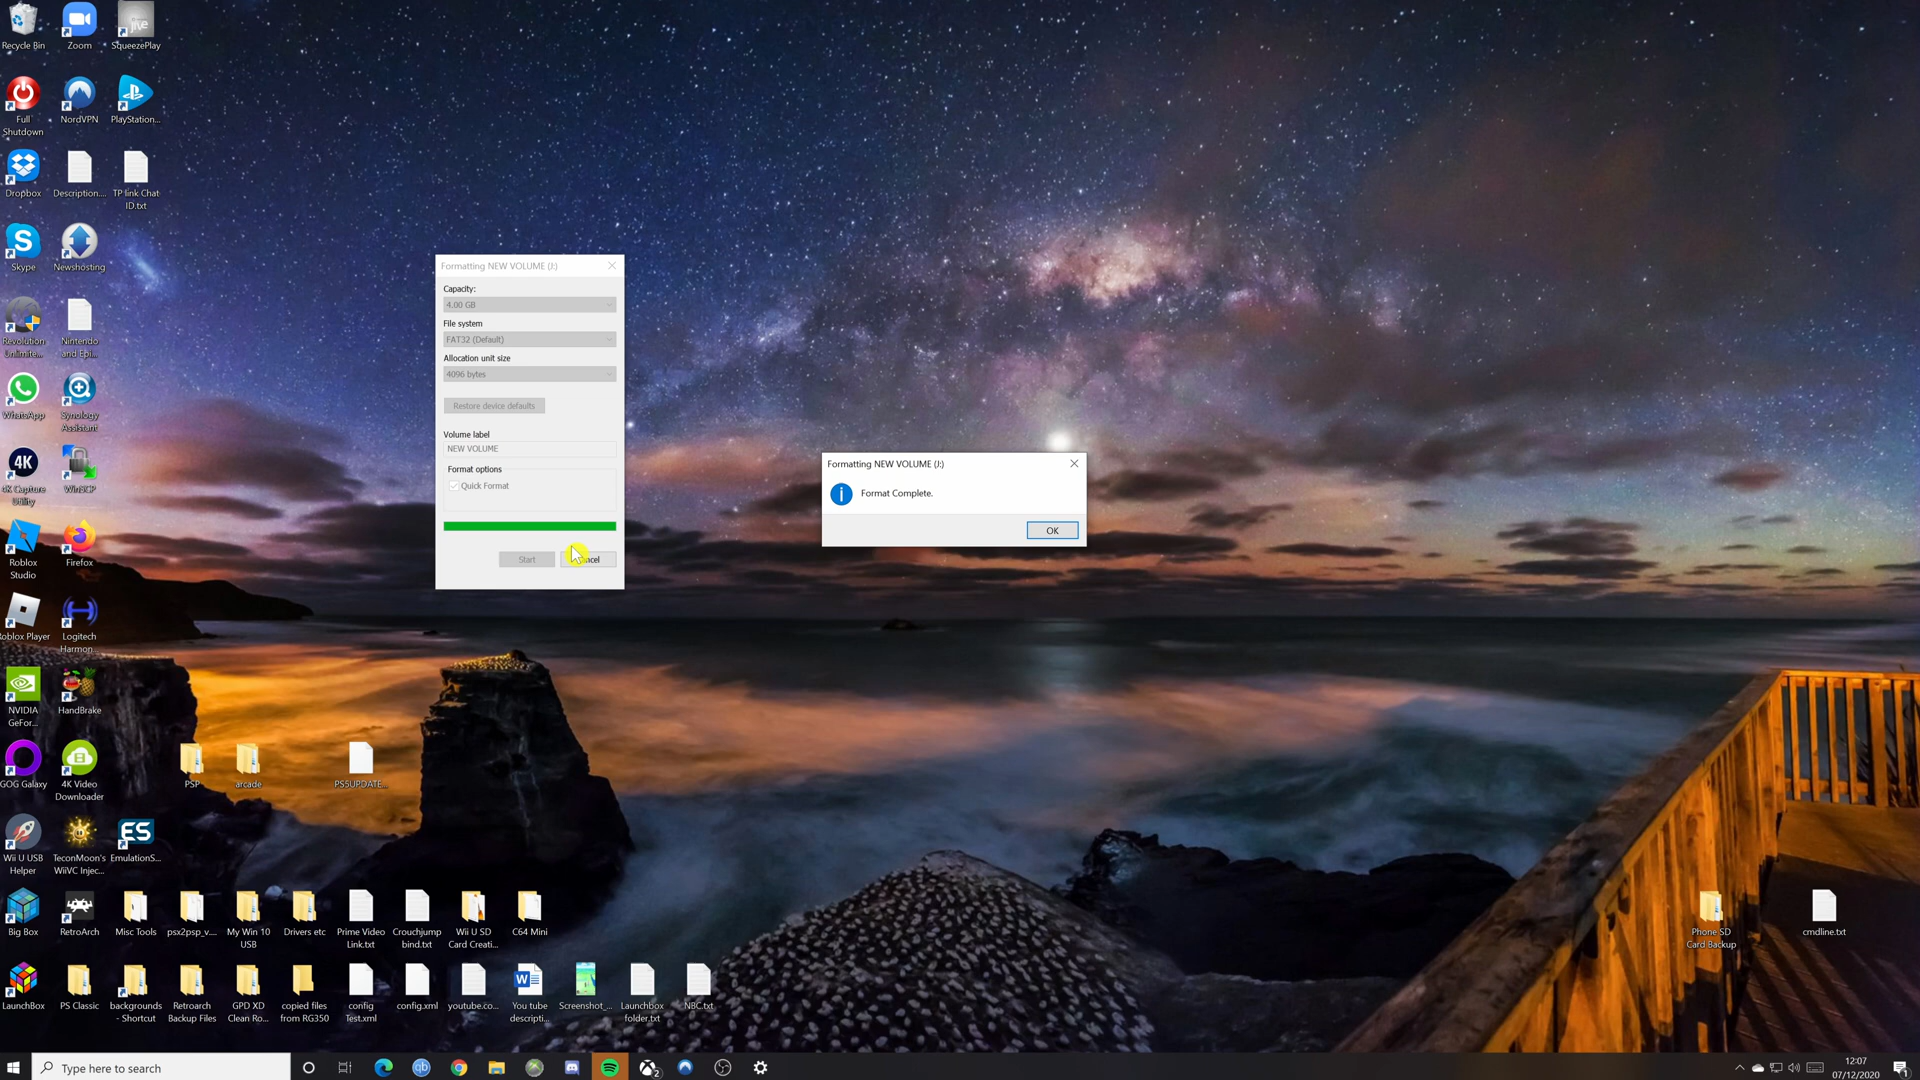 Recycle Bin
Zoom
SqueezePlay
Full
Shutdown
NordVPN
PlayStation...
Dropbox
Description....
TP link Chat
ID.txt
Skype
Newshosting
Revolution
Unlimite...
Nintendo
and Epi...
WhatsApp
Synology
Assistant
4K Capture
Utility
WinSCP
Roblox
Studio
Firefox
Roblox Player
Logitech
Harmon...
NVIDIA
GeFor...
HandBrake
GOG Galaxy
4K Video
Downloader
PSP
arcade
PS5UPDATE...
Wii U USB
Helper
TeconMoon's
WiiVC Injec...
EmulationS...
Big Box
RetroArch
Misc Tools
psx2psp_v....
My Win 10
USB
Drivers etc
Prime Video
Link.txt
Crouchjump
bind.txt
Wii U SD
Card Creati...
C64 Mini
LaunchBox
PS Classic
backgrounds
- Shortcut
Retroarch
Backup Files
GPD XD
Clean Ro...
copied files
from RG350
config
Test.xml
config.xml
youtube.co...
You tube
descripti...
Screenshot_...
Launchbox
folder.txt
NBC.txt
Phone SD
Card Backup
cmdline.txt
Formatting NEW VOLUME (J:)
Capacity:
4.00 GB
File system
FAT32 (Default)
Allocation unit size
4096 bytes
Restore device defaults
Volume label
NEW VOLUME
Format options
Quick Format
Start
ncel
Formatting NEW VOLUME (J:)
Format Complete.
OK
Type here to search
12:07
07/12/2020